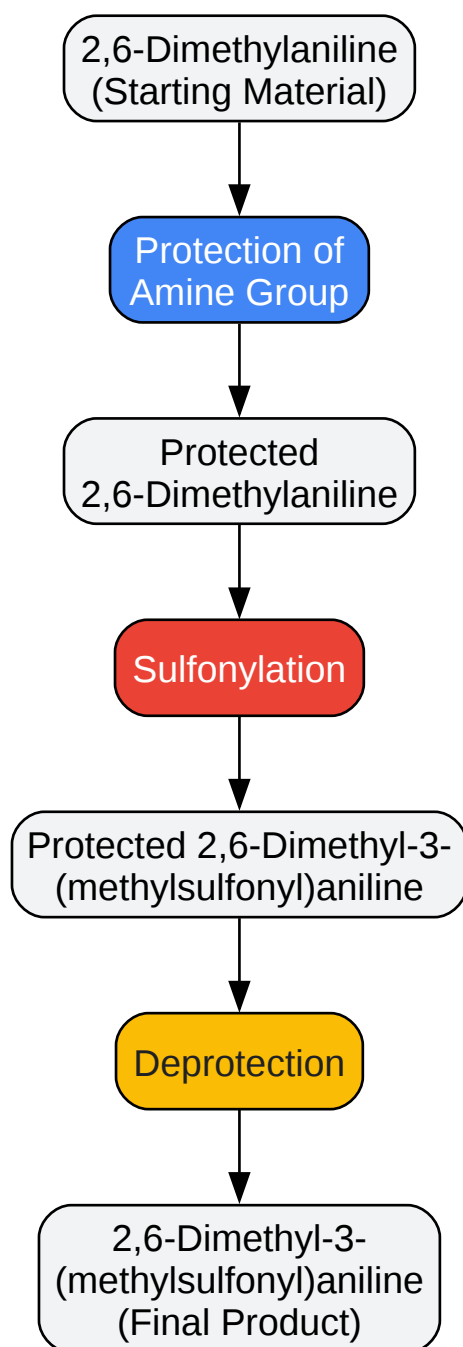 2,6-Dimethylaniline
(Starting Material)
Protection of
Amine Group
Protected
2,6-Dimethylaniline
Sulfonylation
Protected 2,6-Dimethyl-3-
(methylsulfonyl)aniline
Deprotection
2,6-Dimethyl-3-
(methylsulfonyl)aniline
(Final Product)